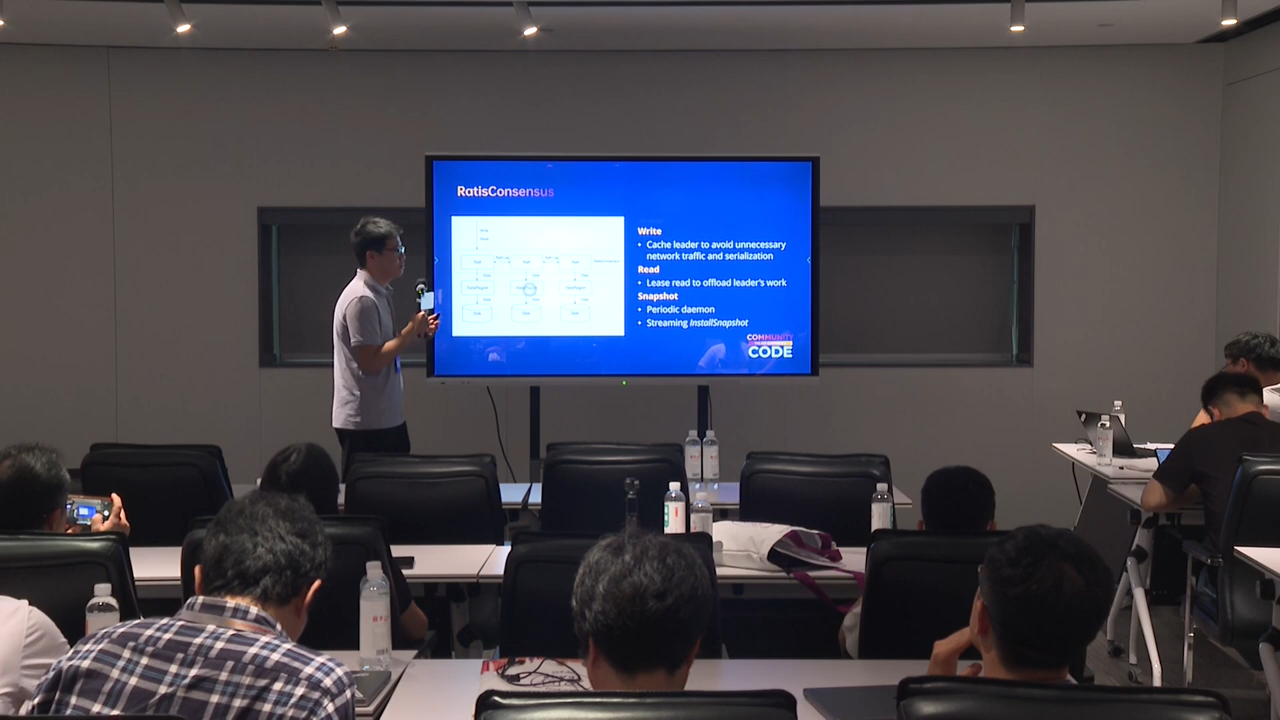 RatisConsensus
Write
• Cache leader to avoid unnecessary
network traffic and serialization
Read
• Lease read to offload leader's work
Snapshot
• Periodic daemon
• Streaming InstallSnapshot
COMMUNITY
CODE